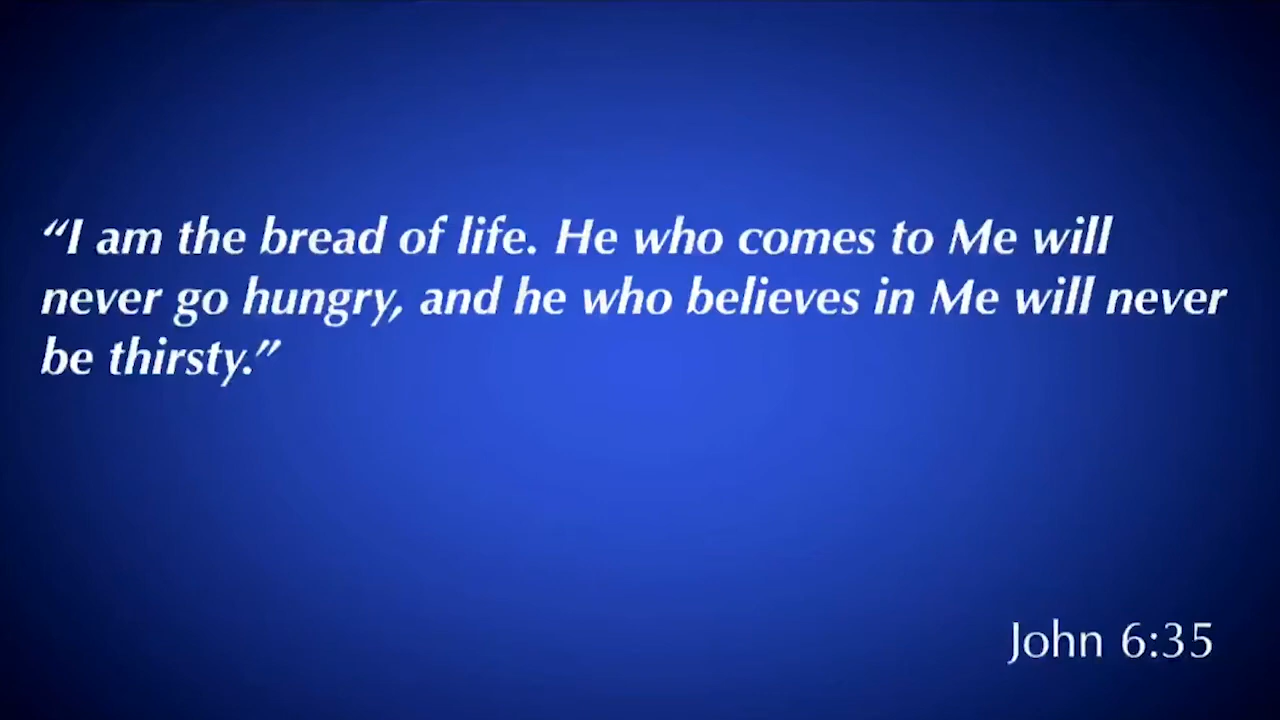 “I am the bread of life. He who comes to Me will
never go hungry, and he who believes in Me will never
be thirsty.”
John 6:35